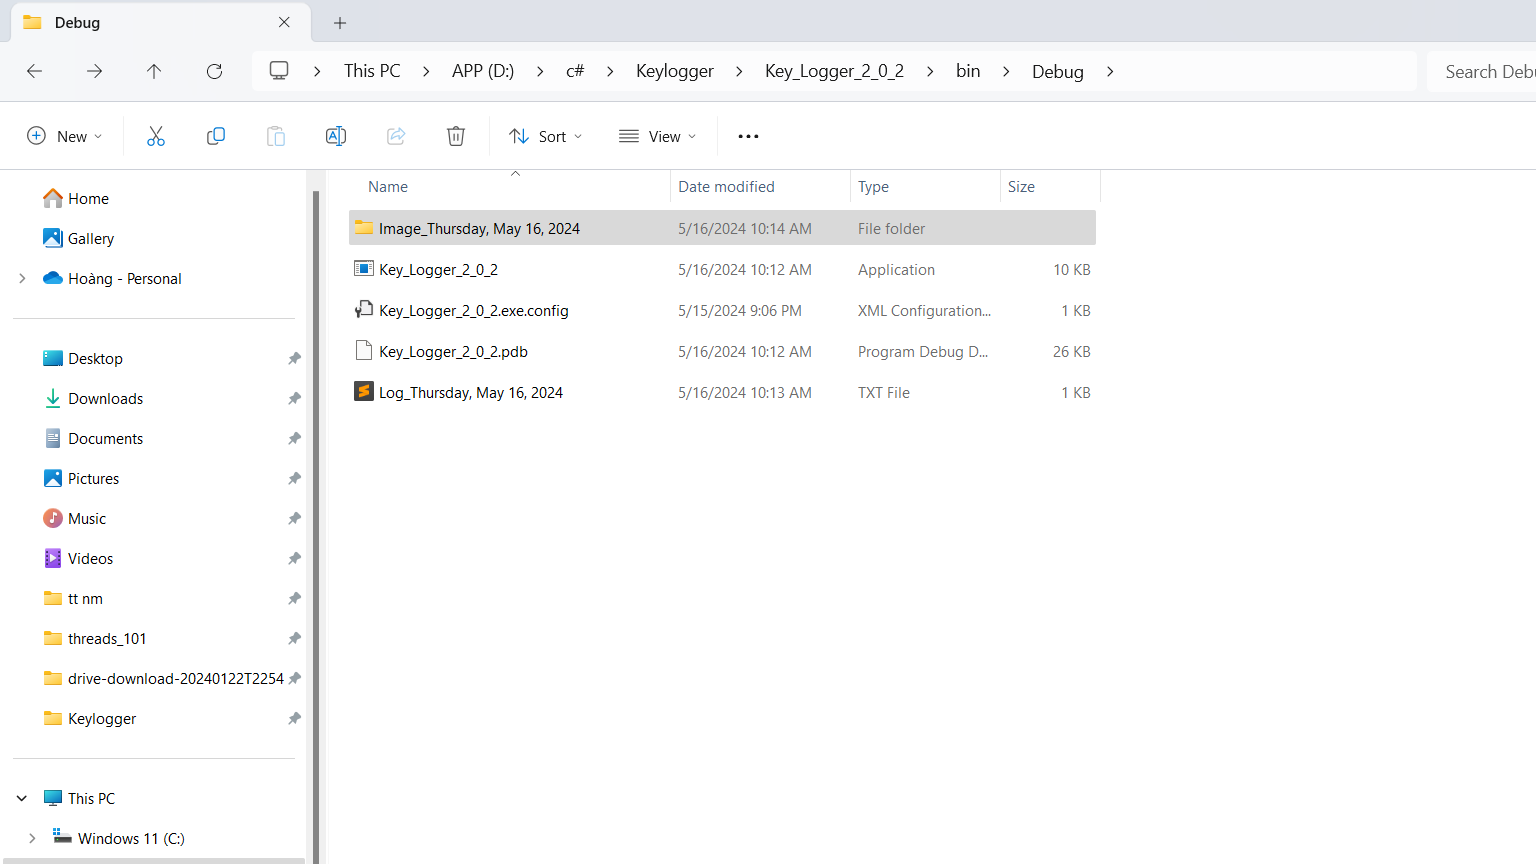 Debug
This PC > APP (D:) > c# > Keylogger > Key_Logger_2_0_2 > bin > Debug >
Search Debu
New
Sort
View
Name Date modified Type Size
Image_Thursday, May 16, 2024 5/16/2024 10:14 AM File folder
Key_Logger_2_0_2 5/16/2024 10:12 AM Application 10 KB
Key_Logger_2_0_2.exe.config 5/15/2024 9:06 PM XML Configuration... 1 KB
Key_Logger_2_0_2.pdb 5/16/2024 10:12 AM Program Debug D... 26 KB
Log_Thursday, May 16, 2024 5/16/2024 10:13 AM TXT File 1 KB
Home
Gallery
Hoàng - Personal
Desktop
Downloads
Documents
Pictures
Music
Videos
tt nm
threads_101
drive-download-20240122T2254
Keylogger
This PC
Windows 11 (C:)